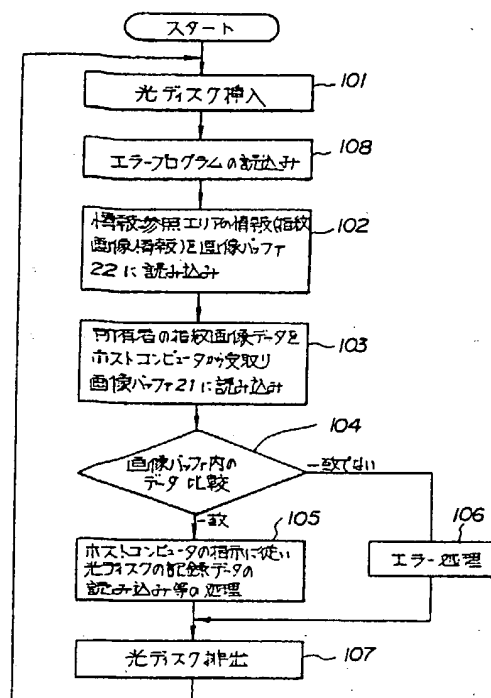 スタート
光ディスク挿入
101
エラープログラムの読込み
108
情報参照エリアの情報(指紋
画像情報)を画像バッファ
22に読み込み
102
所有者の指紋画像データを
ホストコンピュータから受取り
画像バッファ21に読み込み
103
104
画像バッファ内の
データ比較
一致でない
一致
105
ホストコンピュータの指示に従い
光ディスクの記録データの
読み込み等の処理
106
エラー処理
光ディスク排出
107